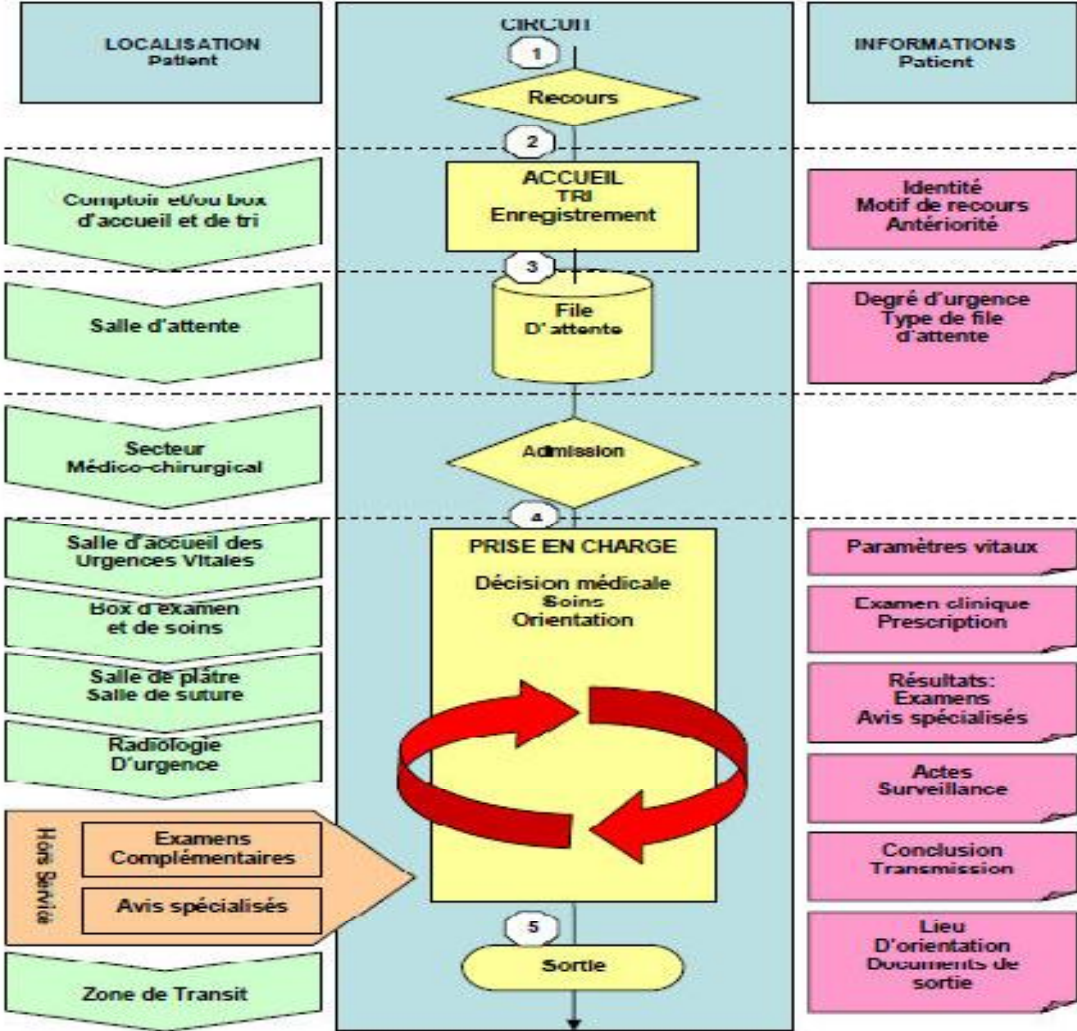 LOCALISATION
Patient
CIRCUIT
INFORMATIONS
Patient
1
Recours
2
Comptoir et/ou box
d'accueil et de tri
ACCUEIL
TRI
Enregistrement
Identité
Motif de recours
Antériorité
3
Salle d'attente
File
D'attente
Degré d'urgence
Type de file
d'attente
Secteur
Médico-chirurgical
Admission
4
Salle d'accueil des
Urgences Vitales
Box d'examen
et de soins
Salle de plâtre
Salle de suture
Radiologie
D'urgence
PRISE EN CHARGE
Décision médicale
Soins
Orientation
Paramètres vitaux
Examen clinique
Prescription
Résultats:
Examens
Avis spécialisés
Actes
Surveillance
Conclusion
Transmission
Hors Service
Examens
Complémentaires
Avis spécialisés
5
Sortie
Zone de Transit
Lieu
D'orientation
Documents de
sortie